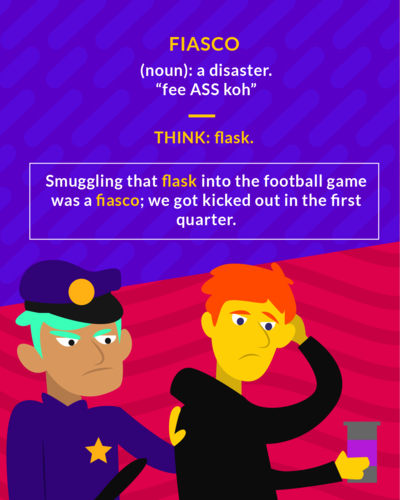 FIASCO
(noun): a disaster.
“fee ASS koh”
THINK: flask.
Smuggling that flask into the football game
was a fiasco; we got kicked out in the first
quarter.